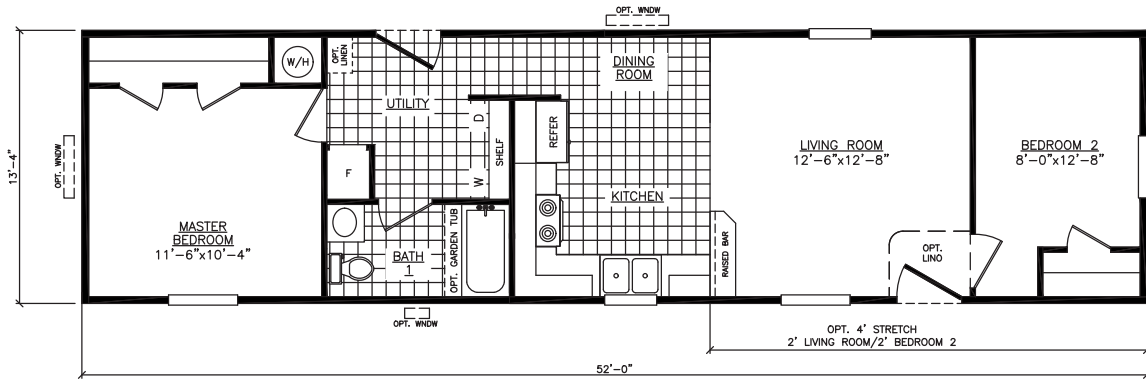 OPT. WNDW
OPT.
LINEN
W/H
DINING
ROOM
UTILITY
D
W
SHELF
REFER
F
KITCHEN
LIVING ROOM
12'-6"x12'-8"
BEDROOM 2
8'-0"x12'-8"
13'-4"
OPT. WNDW
MASTER
BEDROOM
11'-6"x10'-4"
BATH
1
OPT. GARDEN TUB
RAISED BAR
OPT.
LINO
OPT. WNDW
OPT. 4' STRETCH
2' LIVING ROOM/2' BEDROOM 2
52'-0"